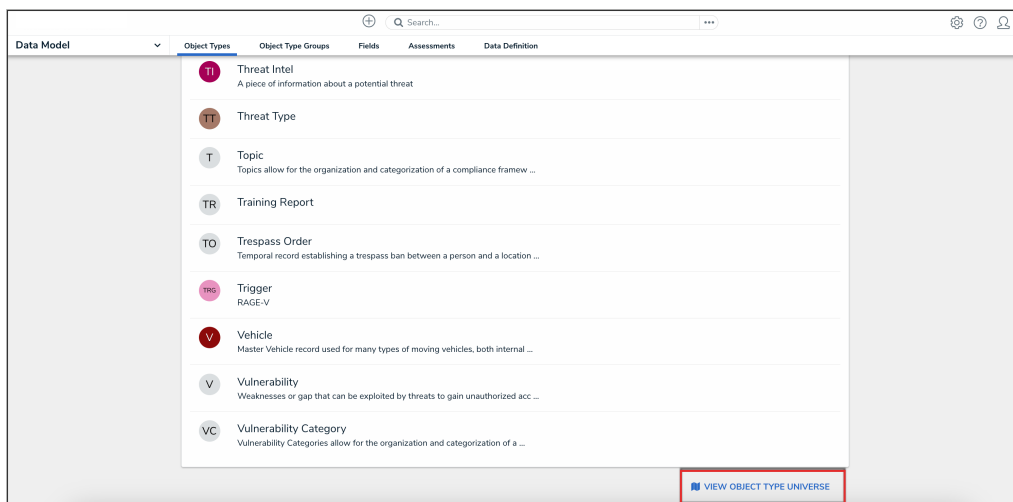 Search...
Data Model
Object Types Object Type Groups Fields Assessments Data Definition
TI Threat Intel
A piece of information about a potential threat
TT Threat Type
T Topic
Topics allow for the organization and categorization of a compliance framew ...
TR Training Report
TO Trespass Order
Temporal record establishing a trespass ban between a person and a location ...
TRG Trigger
RAGE-V
V Vehicle
Master Vehicle record used for many types of moving vehicles, both internal ...
V Vulnerability
Weaknesses or gap that can be exploited by threats to gain unauthorized acc ...
VC Vulnerability Category
Vulnerability Categories allow for the organization and categorization of a ...
VIEW OBJECT TYPE UNIVERSE